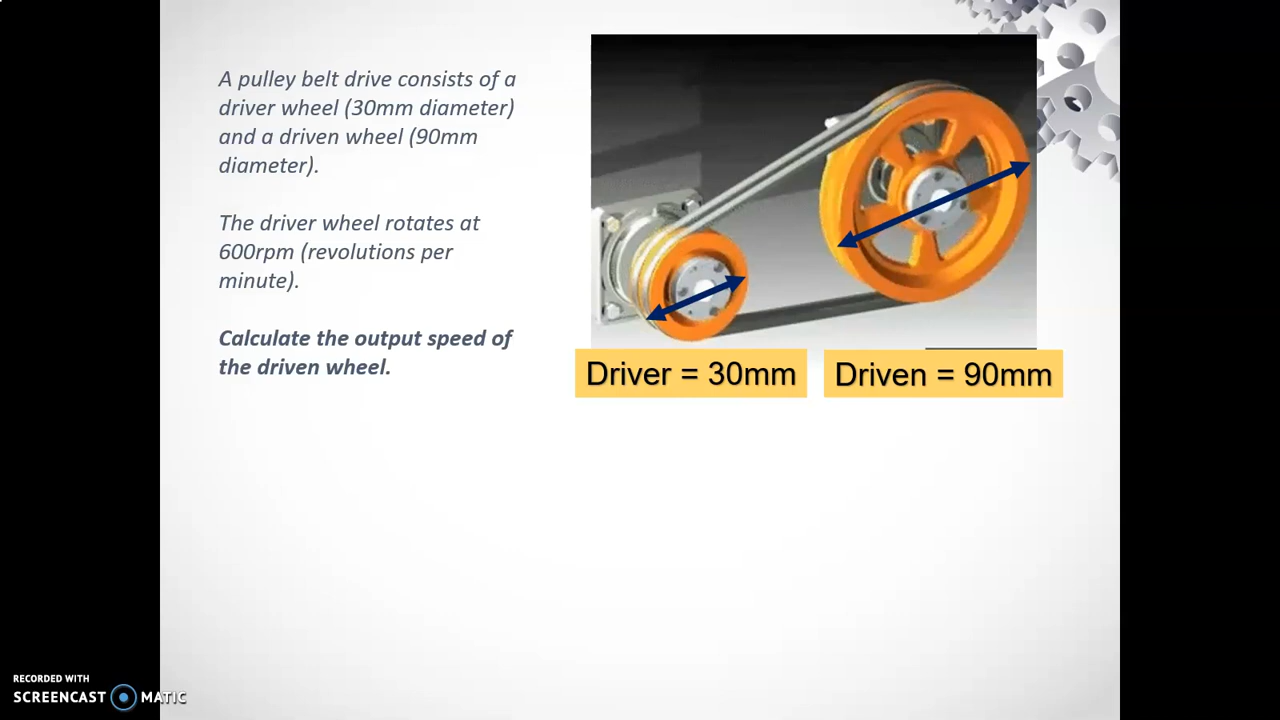 A pulley belt drive consists of a
driver wheel (30mm diameter)
and a driven wheel (90mm
diameter).
The driver wheel rotates at
600rpm (revolutions per
minute).
Calculate the output speed of
the driven wheel.
Driver = 30mm
Driven = 90mm
RECORDED WITH
SCREENCAST MATIC